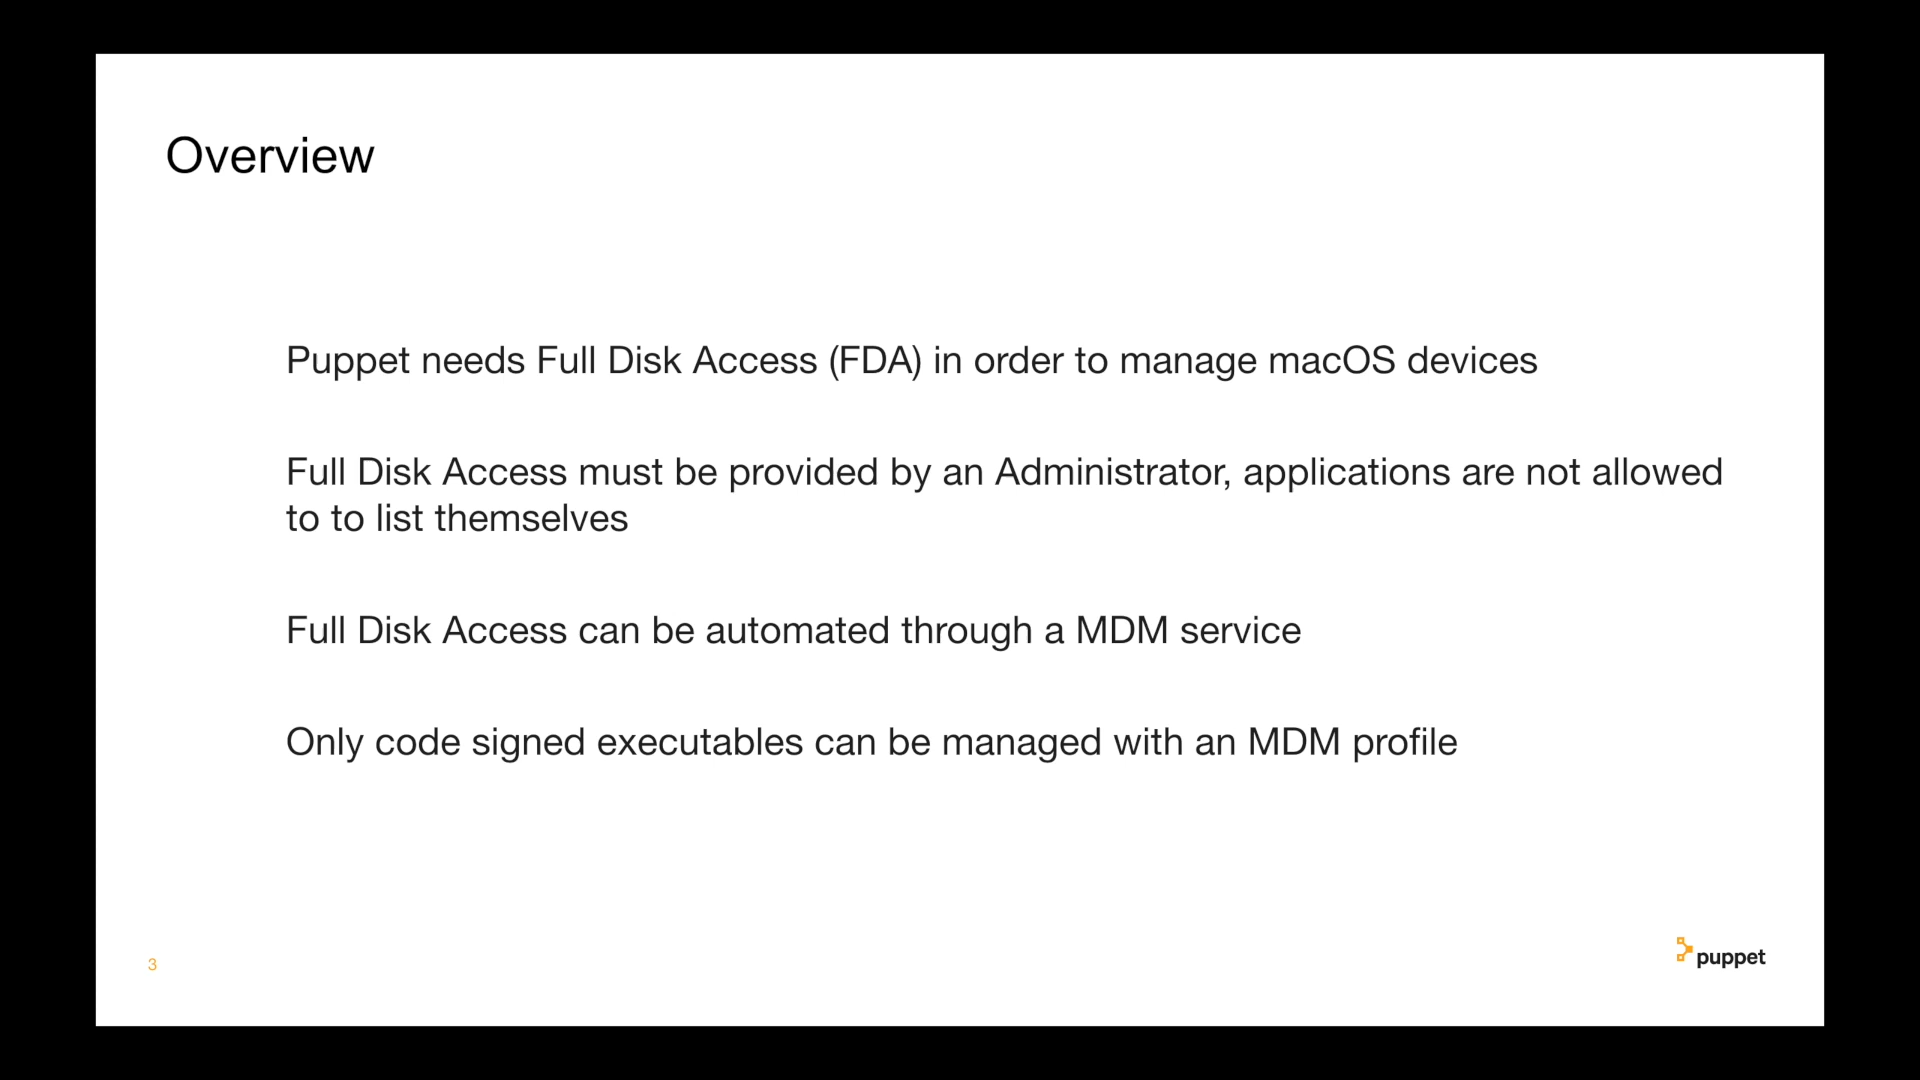 Overview
Puppet needs Full Disk Access (FDA) in order to manage macOS devices
Full Disk Access must be provided by an Administrator, applications are not allowed
to to list themselves
Full Disk Access can be automated through a MDM service
Only code signed executables can be managed with an MDM profile
3
puppet